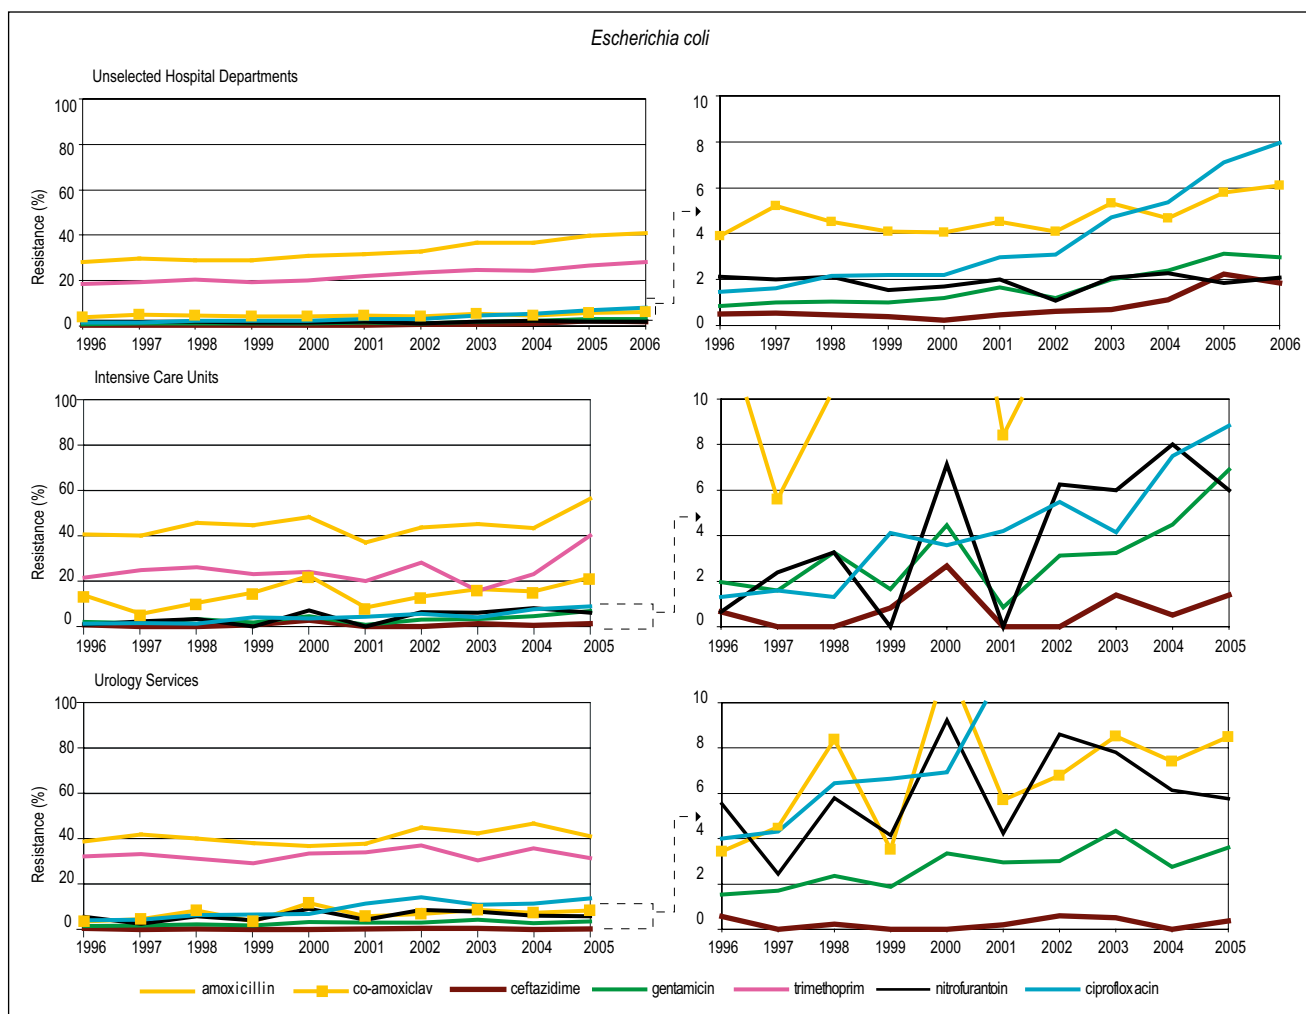 Escherichia coli
Unselected Hospital Departments
Resistance (%)
100
80
60
40
20
0
1996 1997 1998 1999 2000 2001 2002 2003 2004 2005 2006
10
8
6
4
2
0
1996 1997 1998 1999 2000 2001 2002 2003 2004 2005 2006
Intensive Care Units
Resistance (%)
100
80
60
40
20
0
1996 1997 1998 1999 2000 2001 2002 2003 2004 2005
10
8
6
4
2
0
1996 1997 1998 1999 2000 2001 2002 2003 2004 2005
Urology Services
Resistance (%)
100
80
60
40
20
0
1996 1997 1998 1999 2000 2001 2002 2003 2004 2005
10
8
6
4
2
0
1996 1997 1998 1999 2000 2001 2002 2003 2004 2005
amoxicillin co-amoxiclav ceftazidime gentamicin trimethoprim nitrofurantoin ciprofloxacin